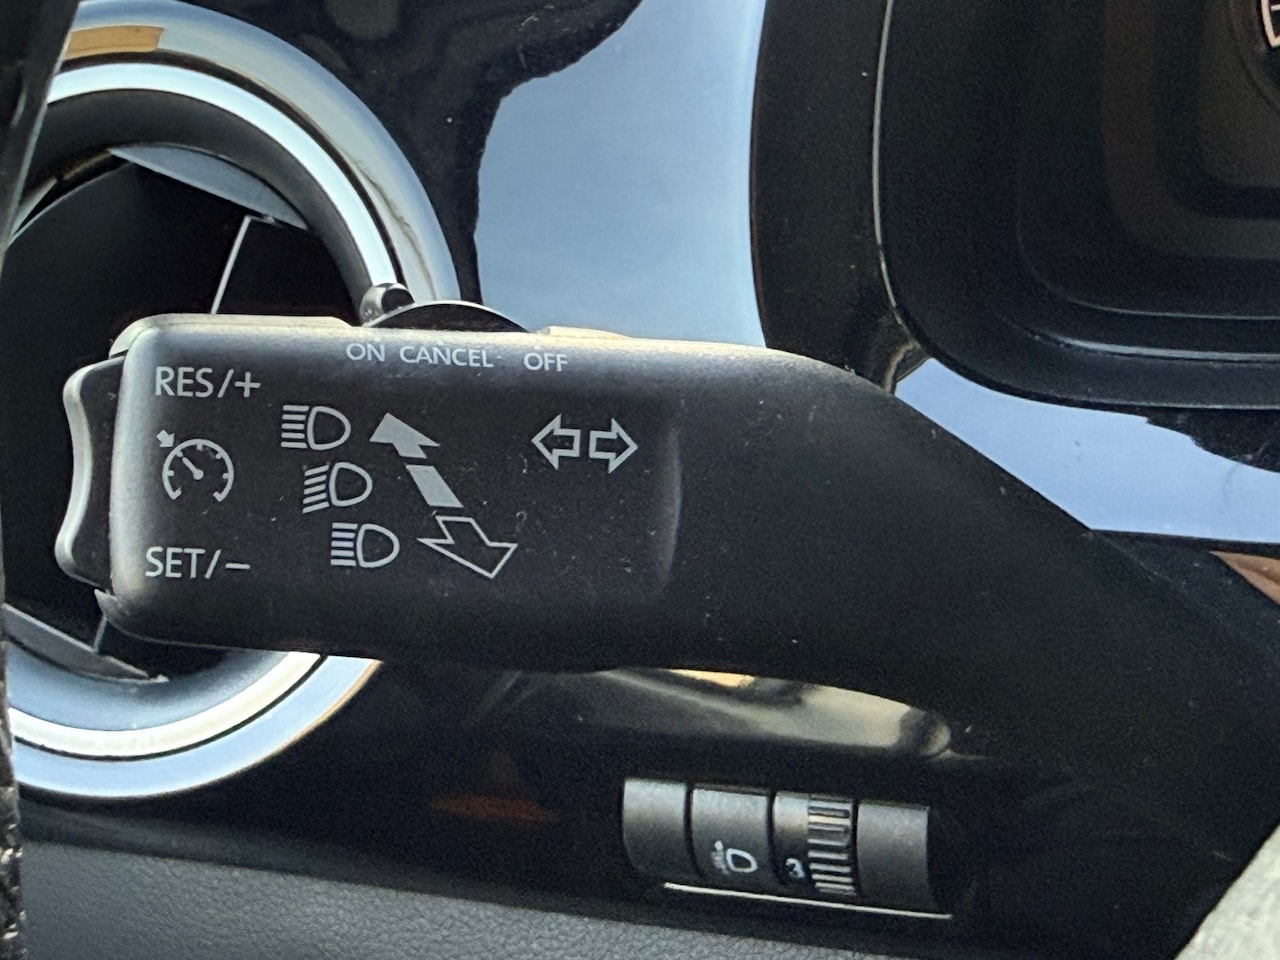 ON CANCEL OFF
RES/+
SET/−
3